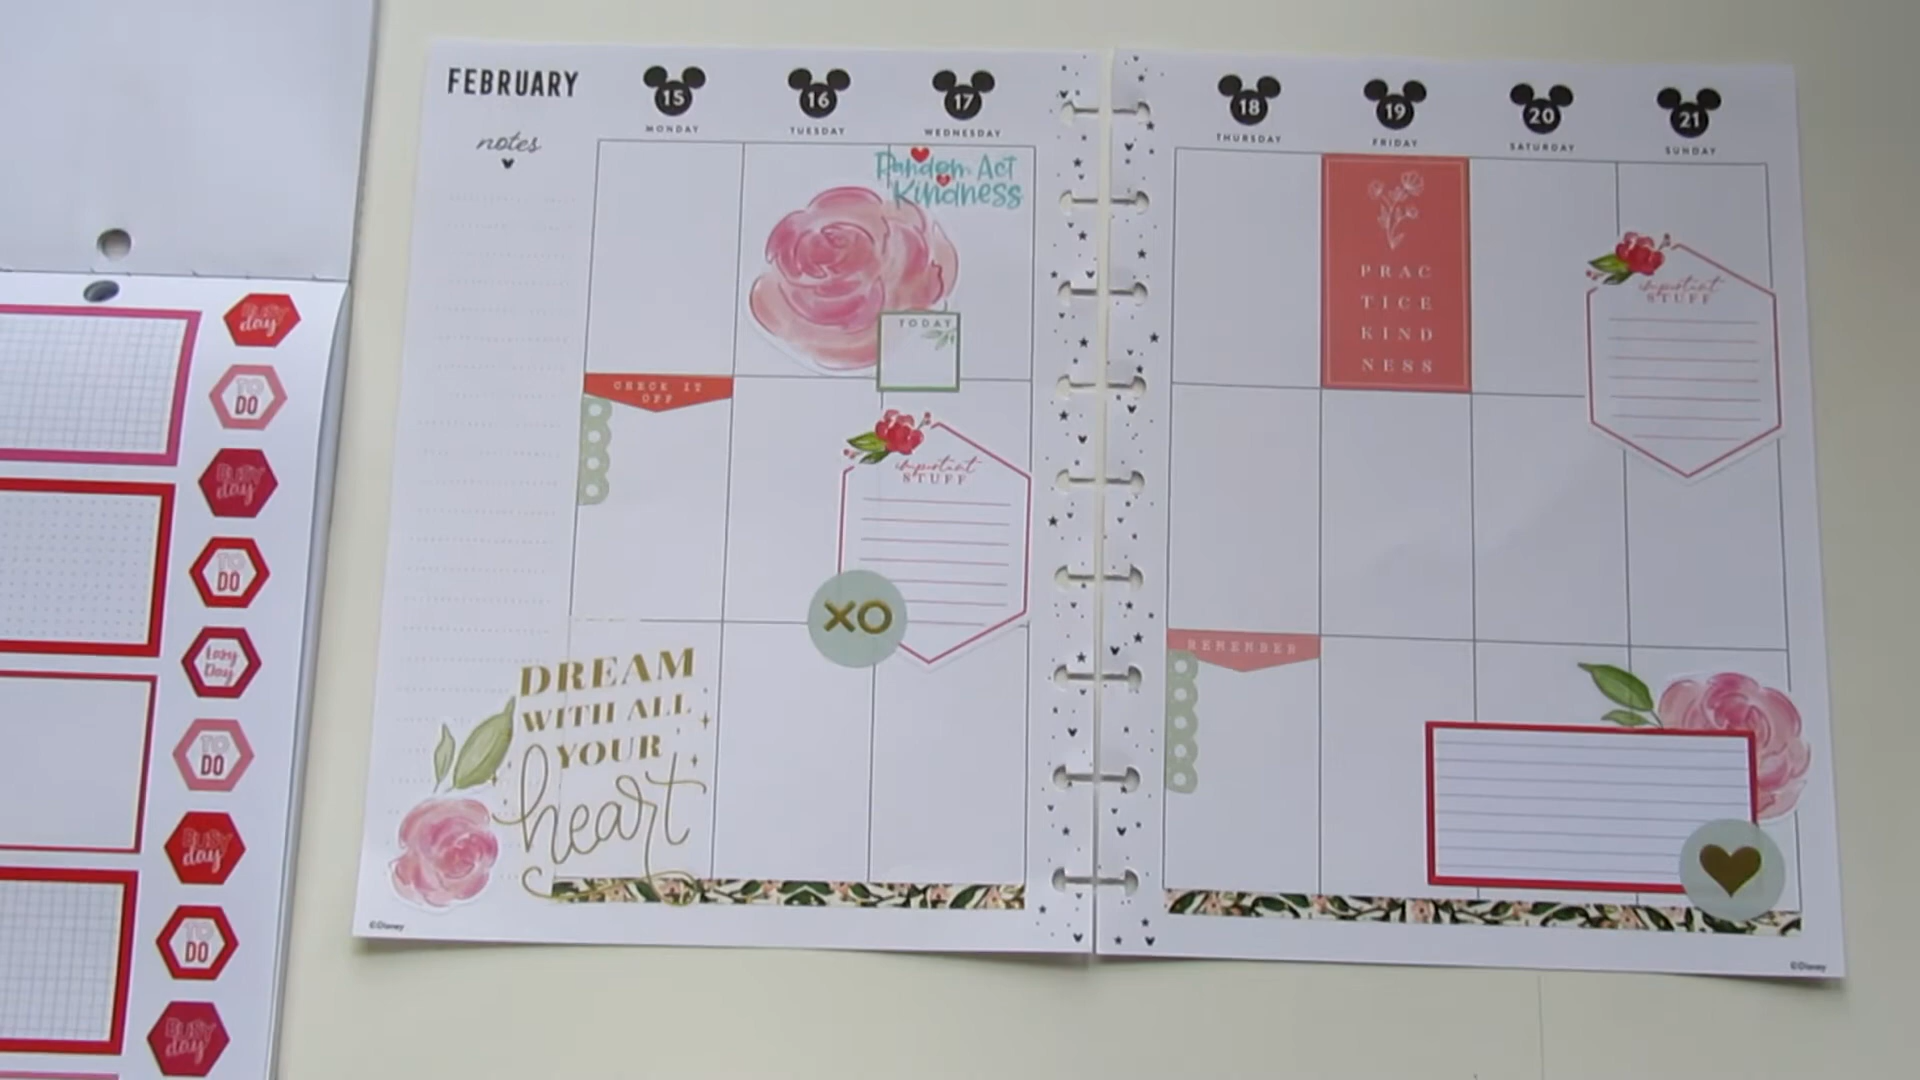 FEBRUARY
notes
15
MONDAY
16
TUESDAY
17
WEDNESDAY
Random Act
Kindness
TODAY
CHECK IT
OFF
important
STUFF
XO
DREAM
WITH ALL
YOUR
heart
©Disney
18
THURSDAY
19
FRIDAY
20
SATURDAY
21
SUNDAY
PRAC
TICE
KIND
NESS
important
STUFF
REMEMBER
©Disney
BUSY
day
TO
DO
BUSY
day
TO
DO
Lazy
Day
TO
DO
BUSY
day
TO
DO
BUSY
day